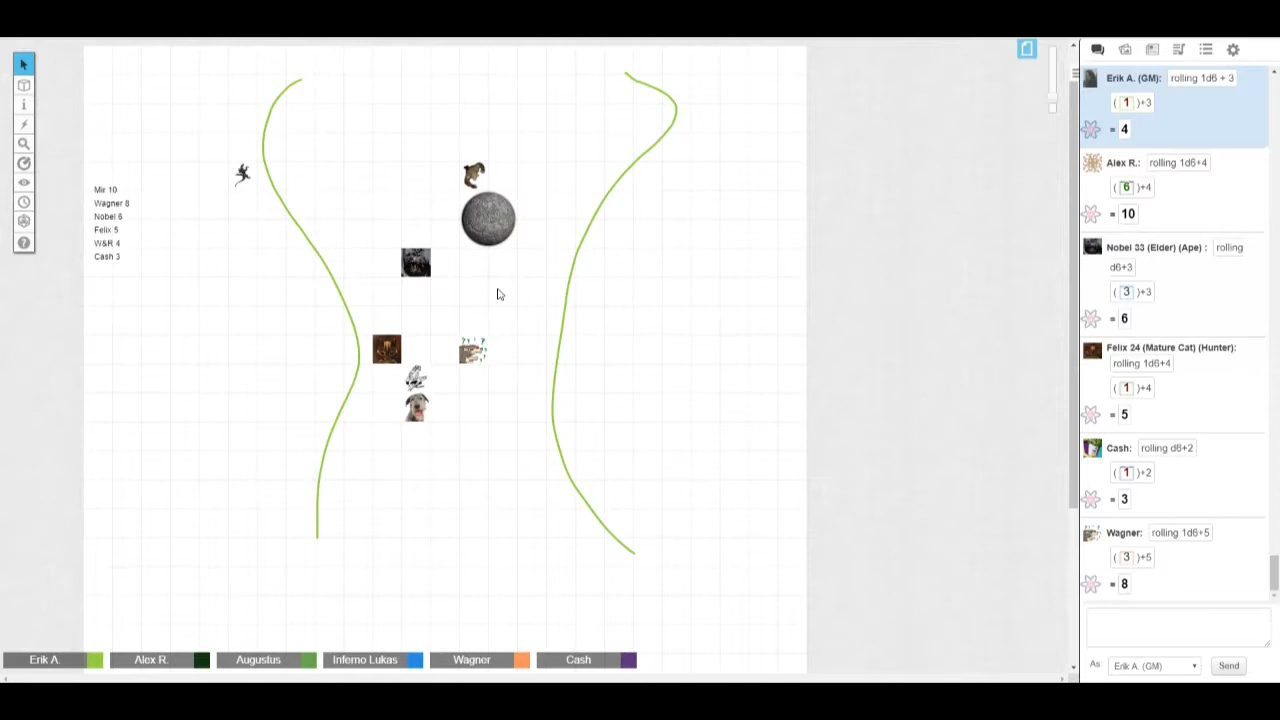 Mir 10
Wagner 8
Nobel 6
Felix 5
W&R 4
Cash 3
Erik A. (GM): rolling 1d6 + 3
( 1 )+3
= 4
Alex R.: rolling 1d6+4
( 6 )+4
= 10
Nobel 33 (Elder) (Ape) : rolling
d6+3
( 3 )+3
= 6
Felix 24 (Mature Cat) (Hunter):
rolling 1d6+4
( 1 )+4
= 5
Cash: rolling d6+2
( 1 )+2
= 3
Wagner: rolling 1d6+5
( 3 )+5
= 8
As: Erik A. (GM) Send
Erik A. Alex R. Augustus Inferno Lukas Wagner Cash